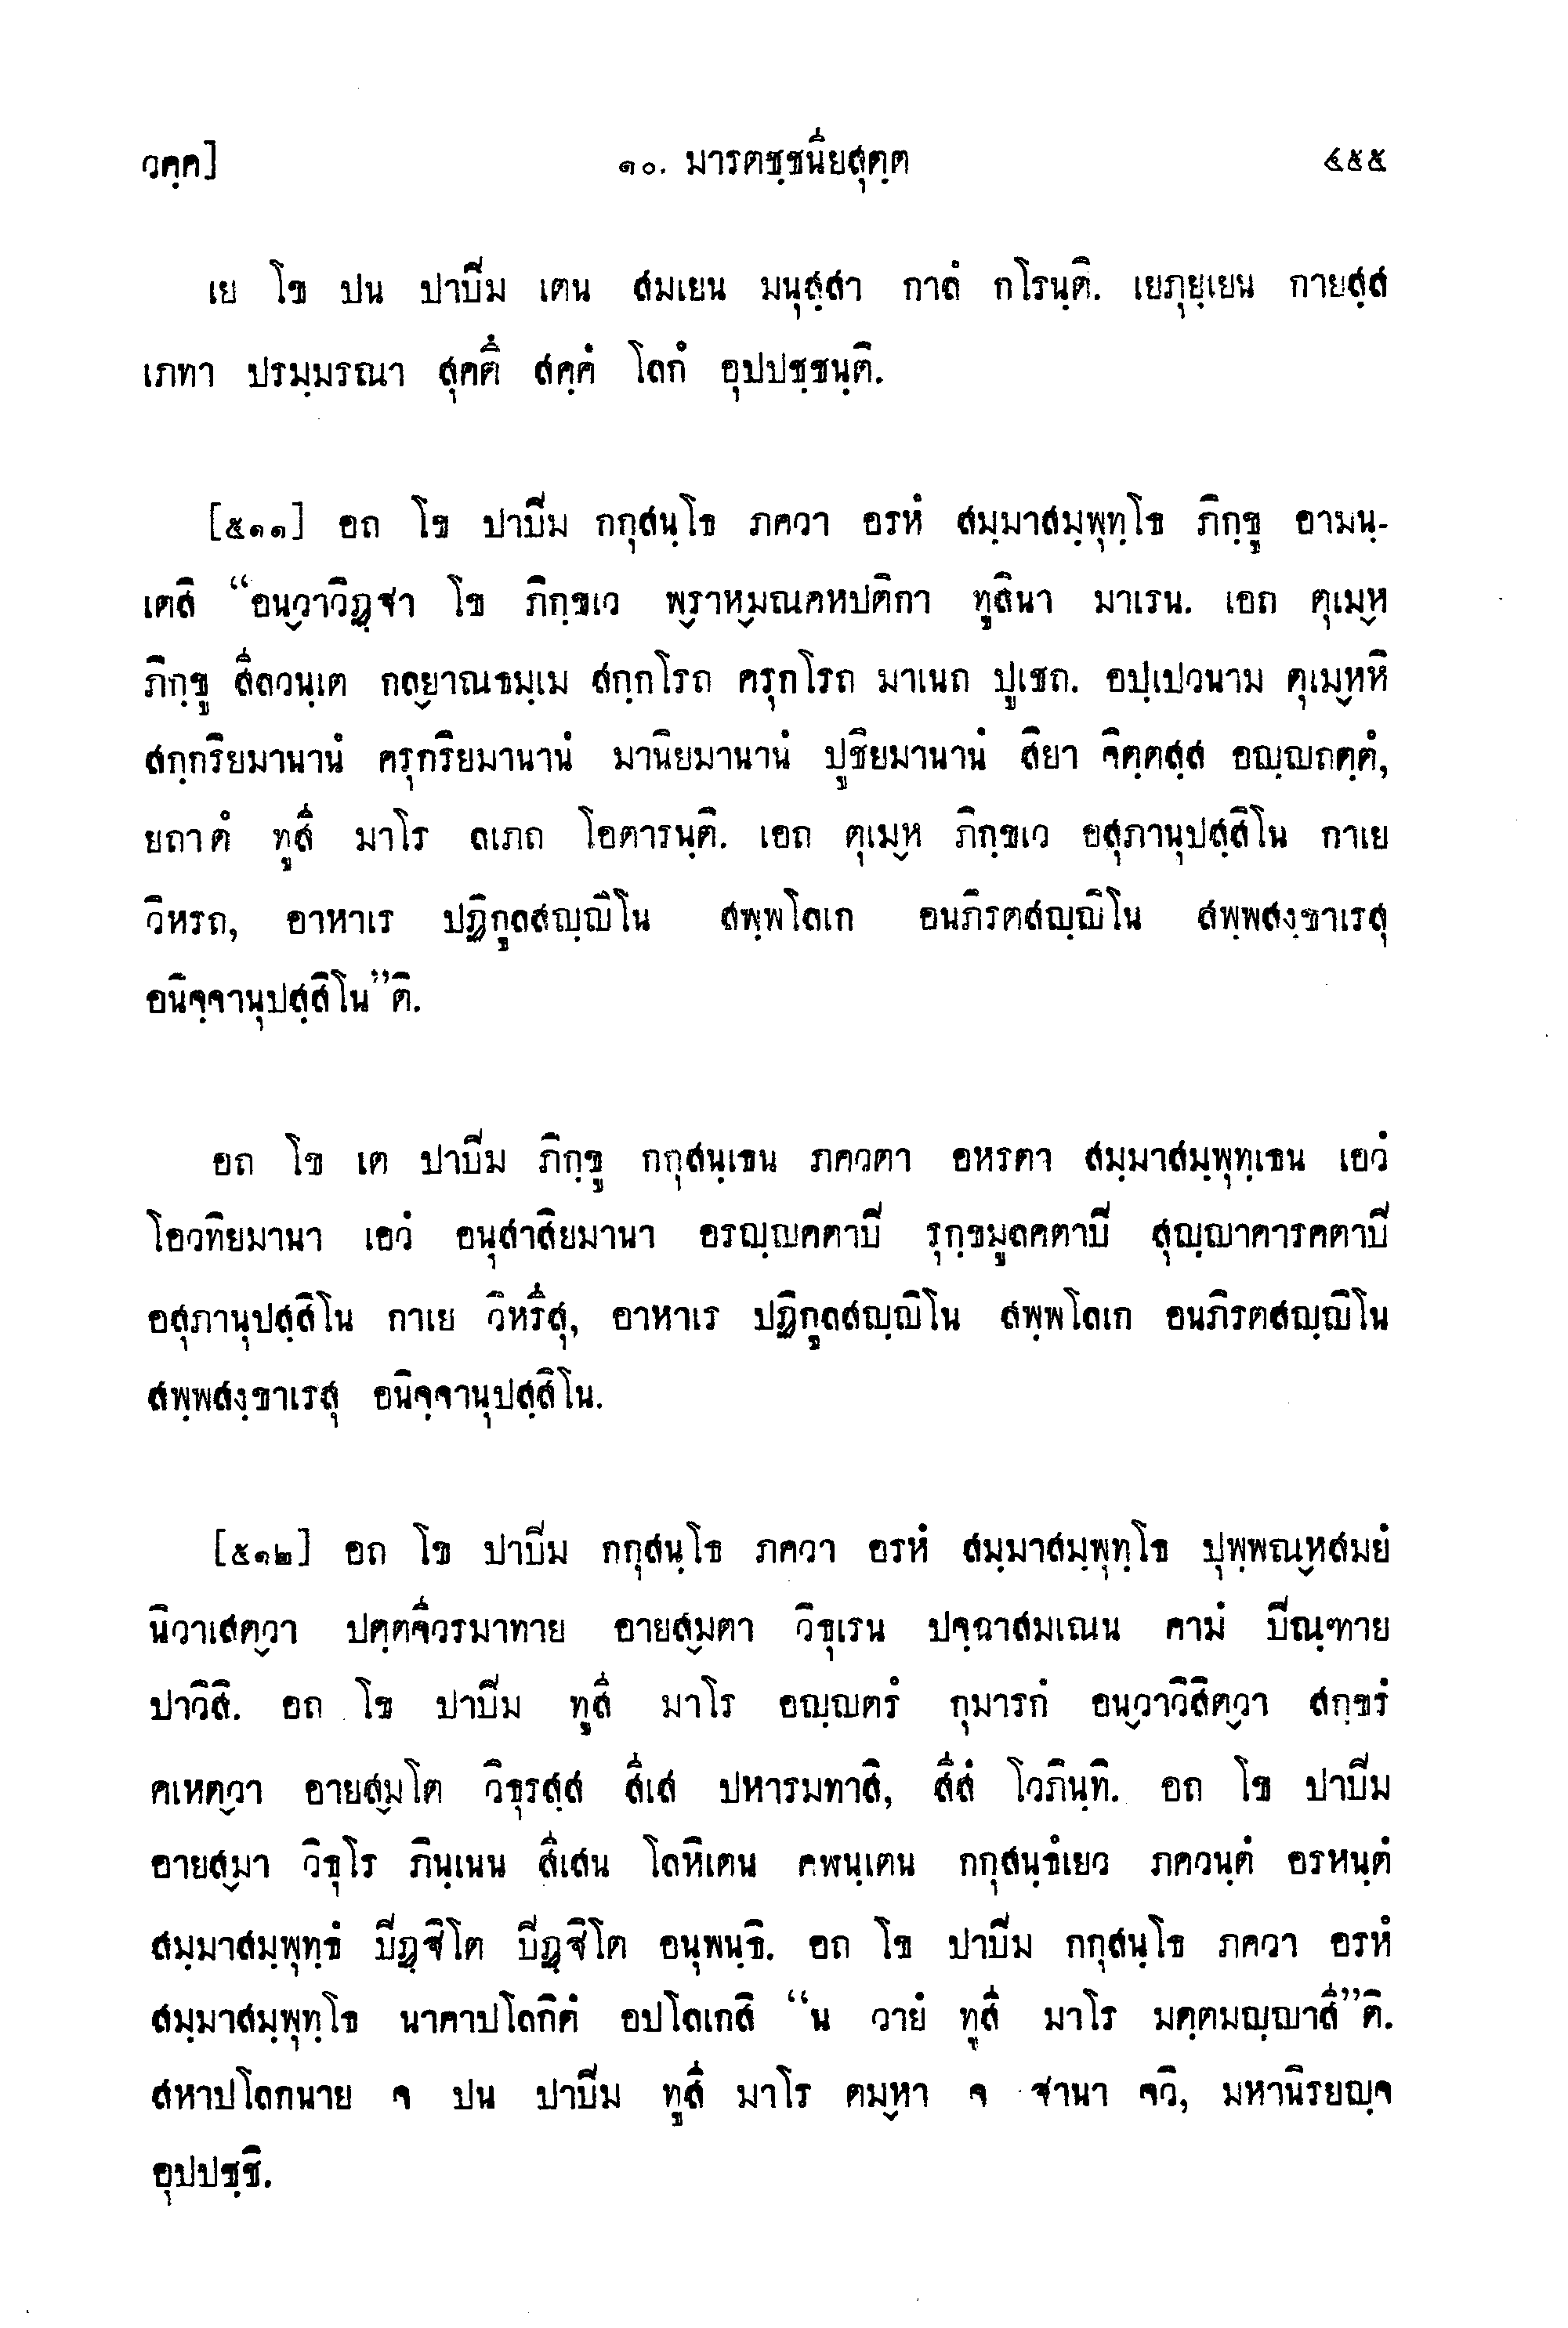 วคฺค]
๑๐. มารตชฺชนียสุตฺต
๔๕๕
เย โข ปน ปาปิม เตน สมเยน มนุสฺสา กาลํ กโรนฺติ. เยภุยฺเยน กายสฺส
เภทา ปรมฺมรณา สุคตึ สคฺคํ โลกํ อุปปชฺชนฺติ.
[๕๑๑] อถ โข ปาปิม กกุสนฺโธ ภควา อรหํ สมฺมาสมฺพุทฺโธ ภิกฺขู อามนฺ-
เตสิ “อนฺวาวิฏฺฐา โข ภิกฺขเว พฺราหฺมณคหปติกา ทูสินา มาเรน. เอถ ตุเมฺห
ภิกฺขู สีลวนฺเต กลฺยาณธมฺเม สกฺกโรถ ครุกโรถ มาเนถ ปูเชถ. อปฺเปวนาม ตุเมฺหหิ
สกฺกริยมานานํ ครุกริยมานานํ มานิยมานานํ ปูชิยมานานํ สิยา จิตฺตสฺส อญฺญถตฺตํ,
ยถา ตํ ทูสี มาโร ลเภถ โอตารนฺติ. เอถ ตุเมฺห ภิกฺขเว อสุภานุปสฺสิโน กาเย
วิหรถ, อาหาเร ปฏิกูลสญฺญิโน สพฺพโลเก อนภิรตสญฺญิโน สพฺพสงฺขาเรสุ
อนิจฺจานุปสฺสิโน”ติ.
อถ โข เต ปาปิม ภิกฺขู กกุสนฺเธน ภควตา อหรตา สมฺมาสมฺพุทฺเธน เอวํ
โอวทิยมานา เอวํ อนุสาสิยมานา อรญฺญคตาปิ รุกฺขมูลคตาปิ สุญฺญาคารคตาปิ
อสุภานุปสฺสิโน กาเย วิหรึสุ, อาหาเร ปฏิกูลสญฺญิโน สพฺพโลเก อนภิรตสญฺญิโน
สพฺพสงฺขาเรสุ อนิจฺจานุปสฺสิโน.
[๕๑๒] อถ โข ปาปิม กกุสนฺโธ ภควา อรหํ สมฺมาสมฺพุทฺโธ ปุพฺพณฺหสมยํ
นิวาเสตฺวา ปตฺตจีวรมาทาย อายสฺมตา วิธุเรน ปจฺฉาสมเณน คามํ ปิณฺฑาย
ปาวิสิ. อถ โข ปาปิม ทูสี มาโร อญฺญตรํ กุมารกํ อนฺวาวิสิตฺวา สกฺขรํ
คเหตฺวา อายสฺมโต วิธุรสฺส สีเส ปหารมทาสิ, สีสํ โวภินฺทิ. อถ โข ปาปิม
อายสฺมา วิธุโร ภินฺเนน สีเสน โลหิเตน คฬนฺเตน กกุสนฺธํเยว ภควนฺตํ อรหนฺตํ
สมฺมาสมฺพุทฺธํ ปิฏฺฐิโต ปิฏฺฐิโต อนุพนฺธิ. อถ โข ปาปิม กกุสนฺโธ ภควา อรหํ
สมฺมาสมฺพุทฺโธ นาคาปโลกิตํ อปโลเกสิ “น วายํ ทูสี มาโร มตฺตมญฺญาสี”ติ.
สหาปโลกนาย จ ปน ปาปิม ทูสี มาโร ตมฺหา จ ฐานา จวิ, มหานิรยญฺจ
อุปปชฺชิ.